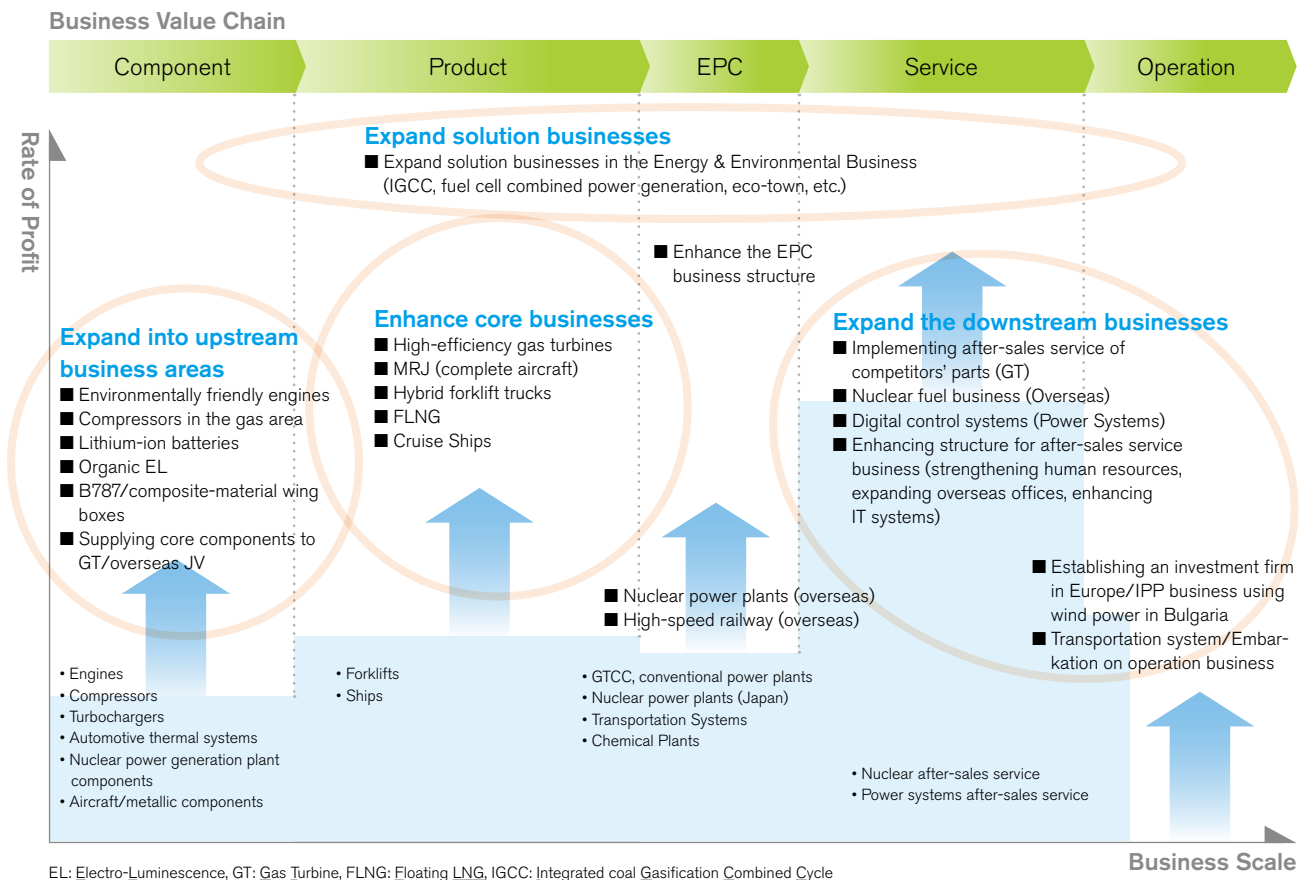 Business Value Chain
Component
Product
EPC
Service
Operation
Rate of Profit
Expand solution businesses
■ Expand solution businesses in the Energy & Environmental Business
(IGCC, fuel cell combined power generation, eco-town, etc.)
■ Enhance the EPC
business structure
Expand into upstream
business areas
■ Environmentally friendly engines
■ Compressors in the gas area
■ Lithium-ion batteries
■ Organic EL
■ B787/composite-material wing
boxes
■ Supplying core components to
GT/overseas JV
Enhance core businesses
■ High-efficiency gas turbines
■ MRJ (complete aircraft)
■ Hybrid forklift trucks
■ FLNG
■ Cruise Ships
Expand the downstream businesses
■ Implementing after-sales service of
competitors' parts (GT)
■ Nuclear fuel business (Overseas)
■ Digital control systems (Power Systems)
■ Enhancing structure for after-sales service
business (strengthening human resources,
expanding overseas offices, enhancing
IT systems)
■ Nuclear power plants (overseas)
■ High-speed railway (overseas)
■ Establishing an investment firm
in Europe/IPP business using
wind power in Bulgaria
■ Transportation system/Embar-
kation on operation business
• Engines
• Compressors
• Turbochargers
• Automotive thermal systems
• Nuclear power generation plant
components
• Aircraft/metallic components
• Forklifts
• Ships
• GTCC, conventional power plants
• Nuclear power plants (Japan)
• Transportation Systems
• Chemical Plants
• Nuclear after-sales service
• Power systems after-sales service
Business Scale
EL: Electro-Luminescence, GT: Gas Turbine, FLNG: Floating LNG, IGCC: Integrated coal Gasification Combined Cycle